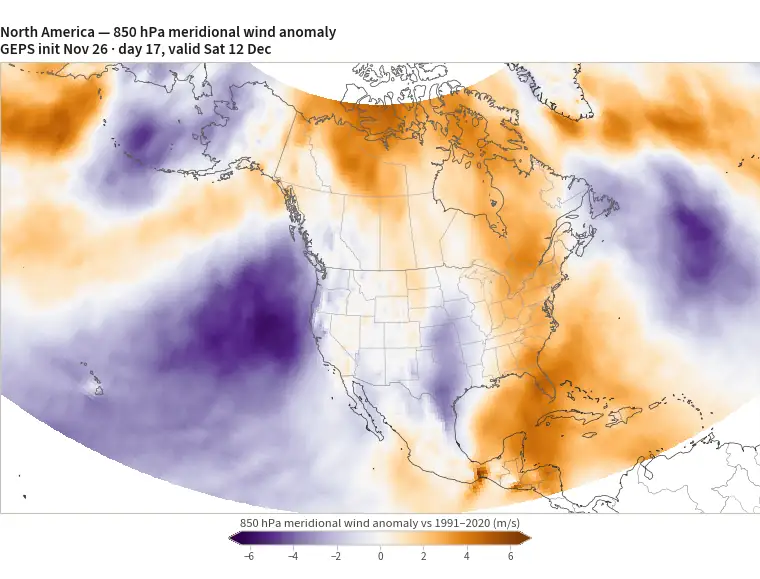 North America — 850 hPa meridional wind anomaly
GEPS init Nov 26 · day 17, valid Sat 12 Dec
850 hPa meridional wind anomaly vs 1991–2020 (m/s)
−6 −4 −2 0 2 4 6